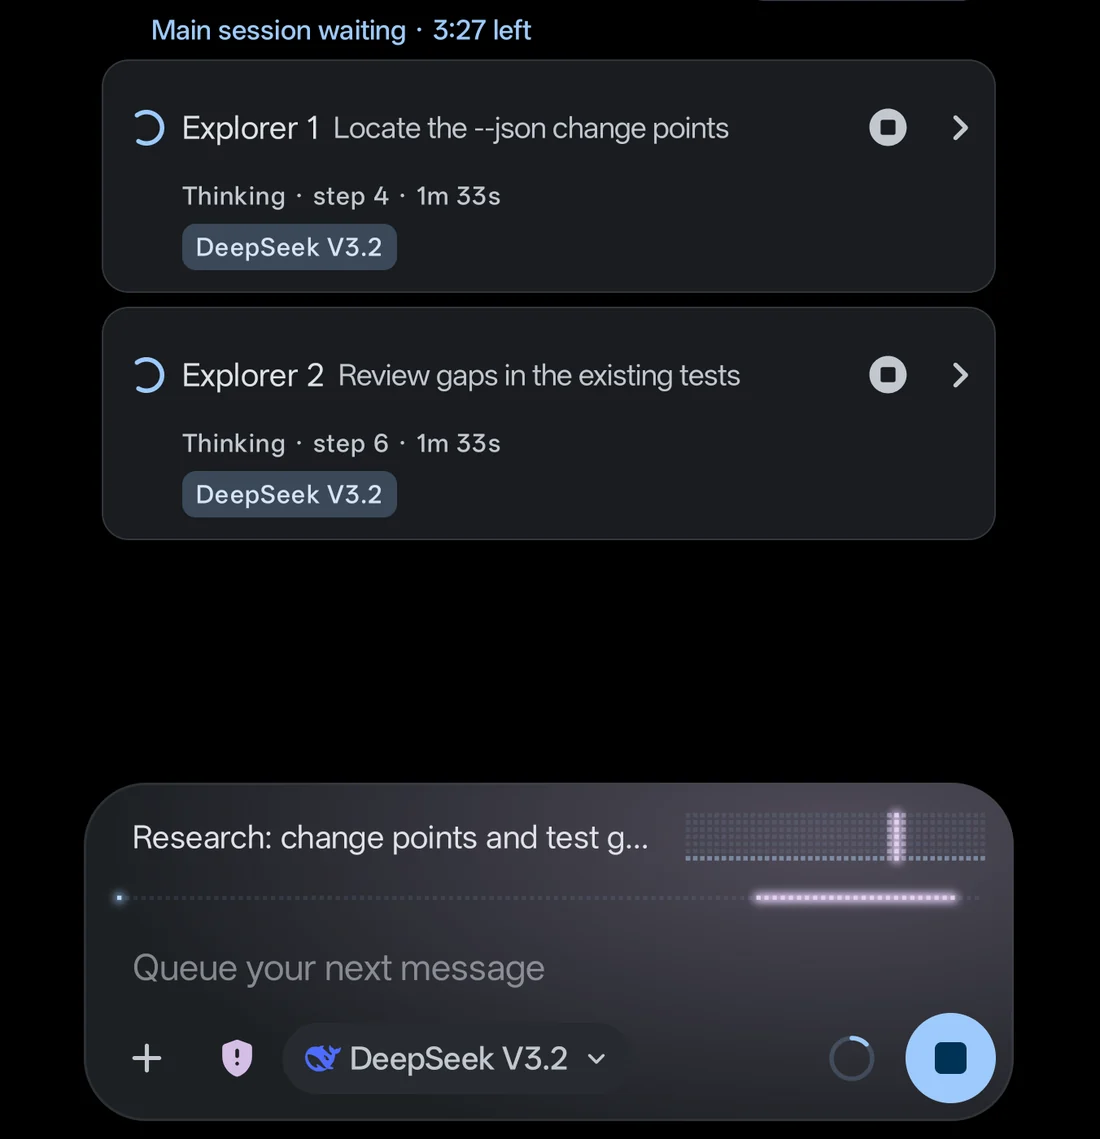 Main session waiting · 3:27 left
Explorer 1 Locate the --json change points
Thinking · step 4 · 1m 33s
DeepSeek V3.2
Explorer 2 Review gaps in the existing tests
Thinking · step 6 · 1m 33s
DeepSeek V3.2
Research: change points and test g...
Queue your next message
DeepSeek V3.2